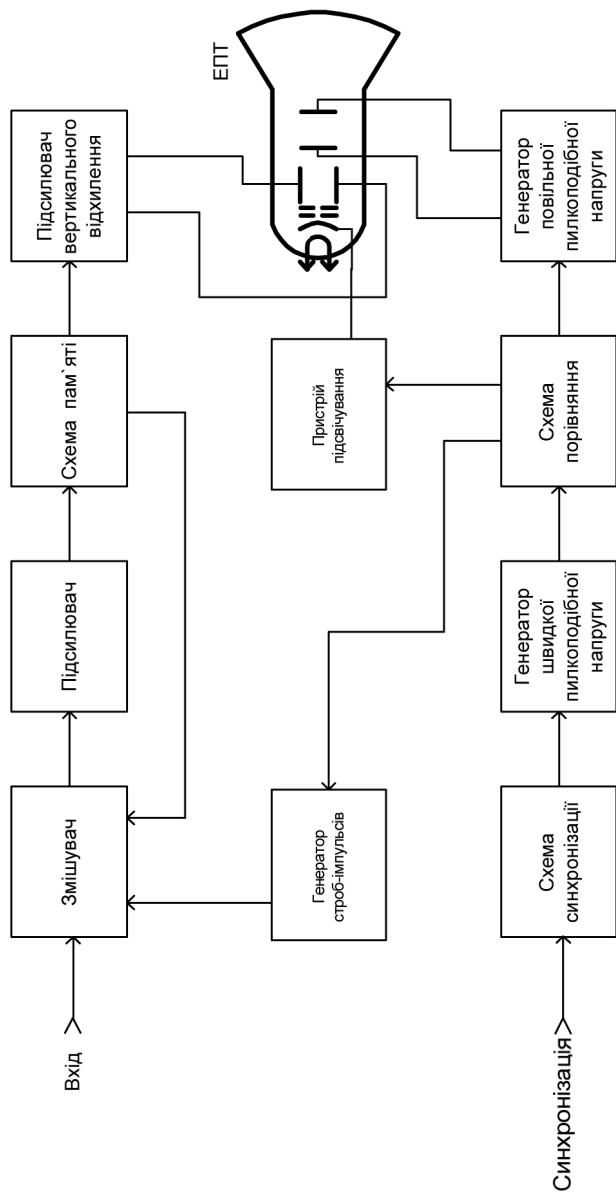 Вхід
Змішувач
Підсилювач
Схема пам`яті
Підсилювач
вертикального
відхилення
ЕПТ
Генератор
строб-імпульсів
Пристрій
підсвічування
Синхронізація
Схема
синхронізації
Генератор
швидкої
пилкоподібної
напруги
Схема
порівняння
Генератор
повільної
пилкоподібної
напруги